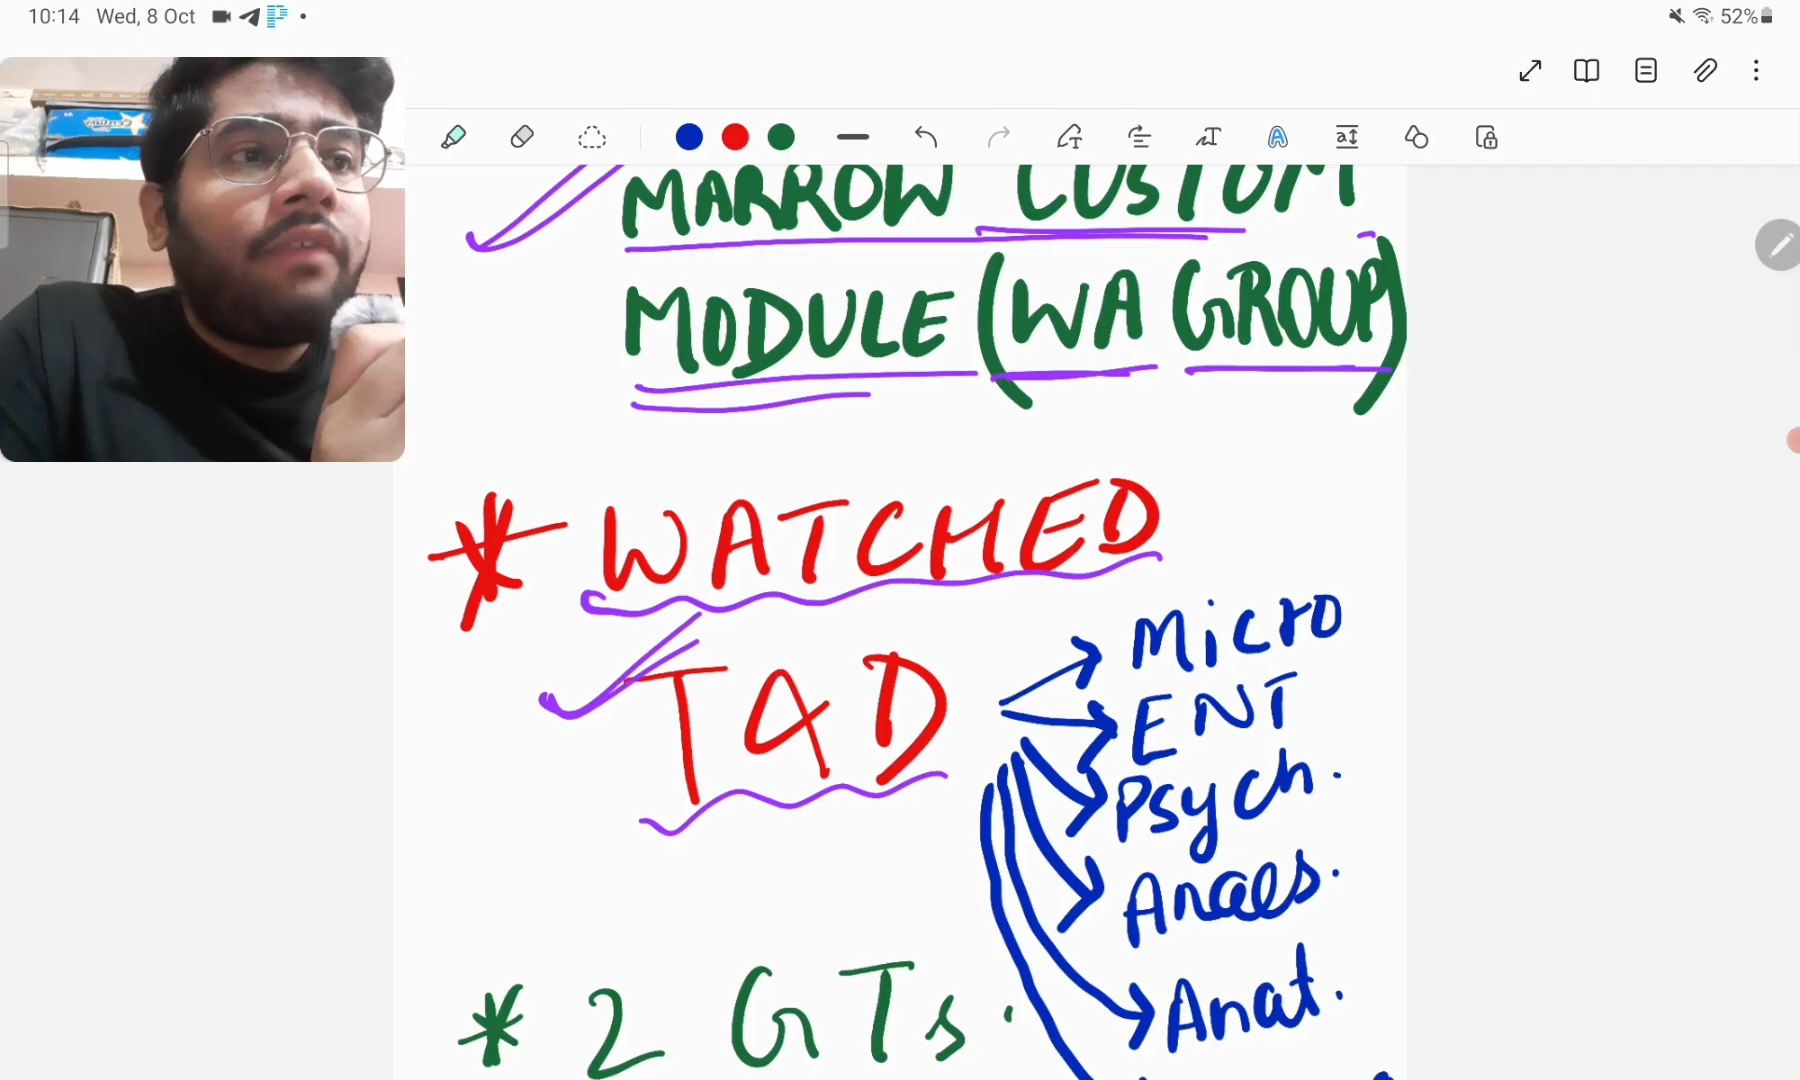 10:14 Wed, 8 Oct
52%
MARROW CUSTOM
MODULE (WA GROUP)
* WATCHED
T&D
Micro
ENT
Psych.
Anaes.
Anat.
* 2 GTs.